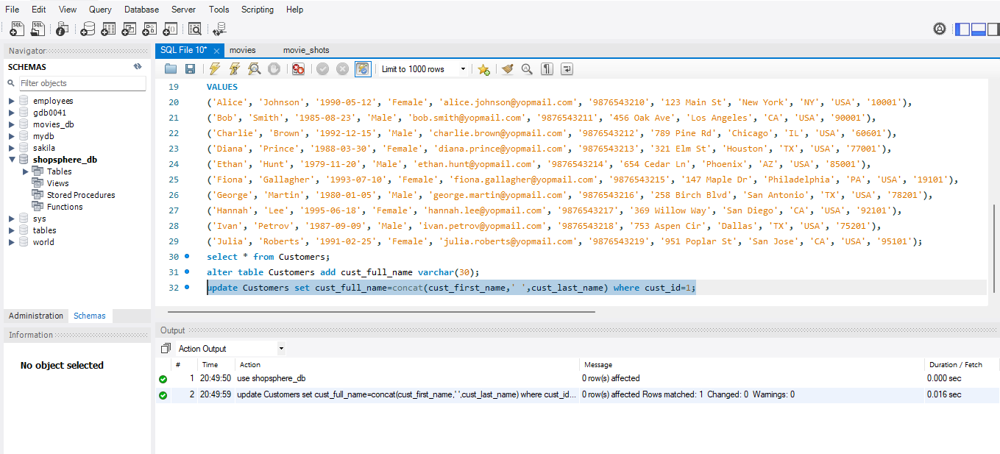 File Edit View Query Database Server Tools Scripting Help
Navigator
SCHEMAS
Filter objects
employees
gdb0041
movies_db
mydb
sakila
shopsphere_db
Tables
Views
Stored Procedures
Functions
sys
tables
world
Administration Schemas
Information
No object selected
SQL File 10* movies movie_shots
Limit to 1000 rows
19 VALUES
20 ('Alice', 'Johnson', '1990-05-12', 'Female', 'alice.johnson@yopmail.com', '9876543210', '123 Main St', 'New York', 'NY', 'USA', '10001'),
21 ('Bob', 'Smith', '1985-08-23', 'Male', 'bob.smith@yopmail.com', '9876543211', '456 Oak Ave', 'Los Angeles', 'CA', 'USA', '90001'),
22 ('Charlie', 'Brown', '1992-12-15', 'Male', 'charlie.brown@yopmail.com', '9876543212', '789 Pine Rd', 'Chicago', 'IL', 'USA', '60601'),
23 ('Diana', 'Prince', '1988-03-30', 'Female', 'diana.prince@yopmail.com', '9876543213', '321 Elm St', 'Houston', 'TX', 'USA', '77001'),
24 ('Ethan', 'Hunt', '1979-11-20', 'Male', 'ethan.hunt@yopmail.com', '9876543214', '654 Cedar Ln', 'Phoenix', 'AZ', 'USA', '85001'),
25 ('Fiona', 'Gallagher', '1993-07-10', 'Female', 'fiona.gallagher@yopmail.com', '9876543215', '147 Maple Dr', 'Philadelphia', 'PA', 'USA', '19101'),
26 ('George', 'Martin', '1980-01-05', 'Male', 'george.martin@yopmail.com', '9876543216', '258 Birch Blvd', 'San Antonio', 'TX', 'USA', '78201'),
27 ('Hannah', 'Lee', '1995-06-18', 'Female', 'hannah.lee@yopmail.com', '9876543217', '369 Willow Way', 'San Diego', 'CA', 'USA', '92101'),
28 ('Ivan', 'Petrov', '1987-09-09', 'Male', 'ivan.petrov@yopmail.com', '9876543218', '753 Aspen Cir', 'Dallas', 'TX', 'USA', '75201'),
29 ('Julia', 'Roberts', '1991-02-25', 'Female', 'julia.roberts@yopmail.com', '9876543219', '951 Poplar St', 'San Jose', 'CA', 'USA', '95101');
30 select * from Customers;
31 alter table Customers add cust_full_name varchar(30);
32 update Customers set cust_full_name=concat(cust_first_name,' ',cust_last_name) where cust_id=1;
Output
Action Output
# Time Action Message Duration / Fetch
1 20:49:50 use shopsphere_db 0 row(s) affected 0.000 sec
2 20:49:59 update Customers set cust_full_name=concat(cust_first_name,' ',cust_last_name) where cust_id... 0 row(s) affected Rows matched: 1 Changed: 0 Warnings: 0 0.016 sec